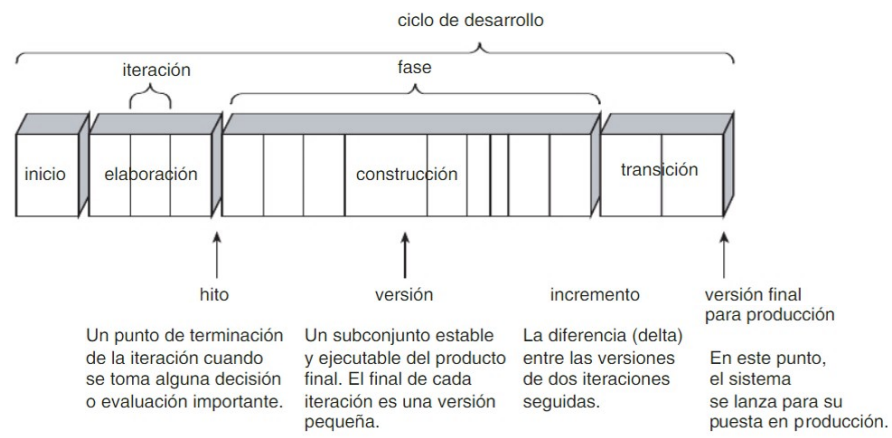 ciclo de desarrollo
iteración
fase
inicio
elaboración
construcción
transición
hito
Un punto de terminación
de la iteración cuando
se toma alguna decisión
o evaluación importante.
versión
Un subconjunto estable
y ejecutable del producto
final. El final de cada
iteración es una versión
pequeña.
incremento
La diferencia (delta)
entre las versiones
de dos iteraciones
seguidas.
versión final
para producción
En este punto,
el sistema
se lanza para su
puesta en producción.